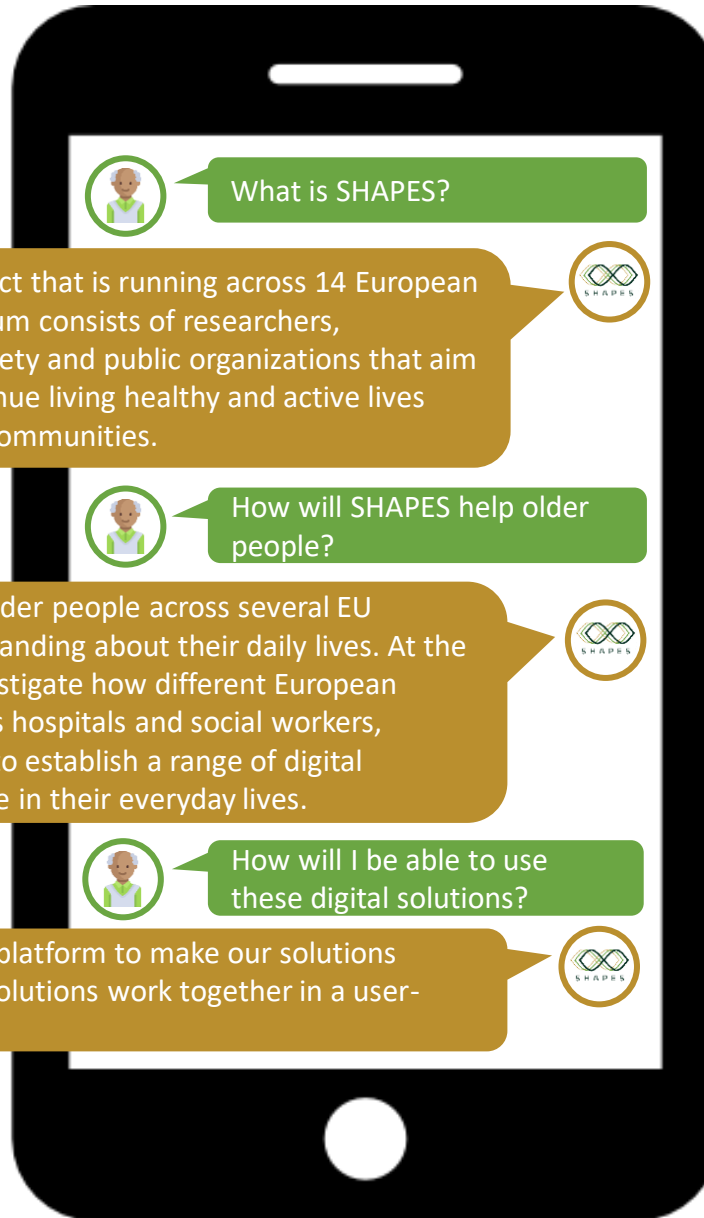 What is SHAPES?
SHAPES
ct that is running across 14 European
um consists of researchers,
ety and public organizations that aim
nue living healthy and active lives
ommunities.
How will SHAPES help older
people?
der people across several EU
anding about their daily lives. At the
stigate how different European
s hospitals and social workers,
o establish a range of digital
e in their everyday lives.
SHAPES
How will I be able to use
these digital solutions?
platform to make our solutions
olutions work together in a user-
SHAPES